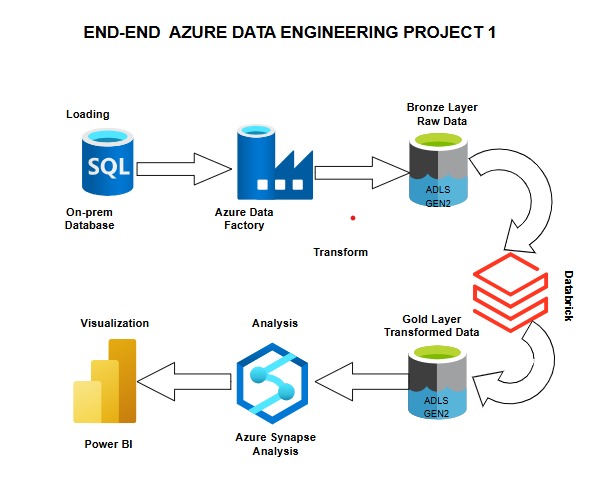 END-END AZURE DATA ENGINEERING PROJECT 1
Loading
SQL
On-prem
Database
Azure Data
Factory
Bronze Layer
Raw Data
ADLS
GEN2
Transform
Databrick
Gold Layer
Transformed Data
ADLS
GEN2
Analysis
Azure Synapse
Analysis
Visualization
Power BI